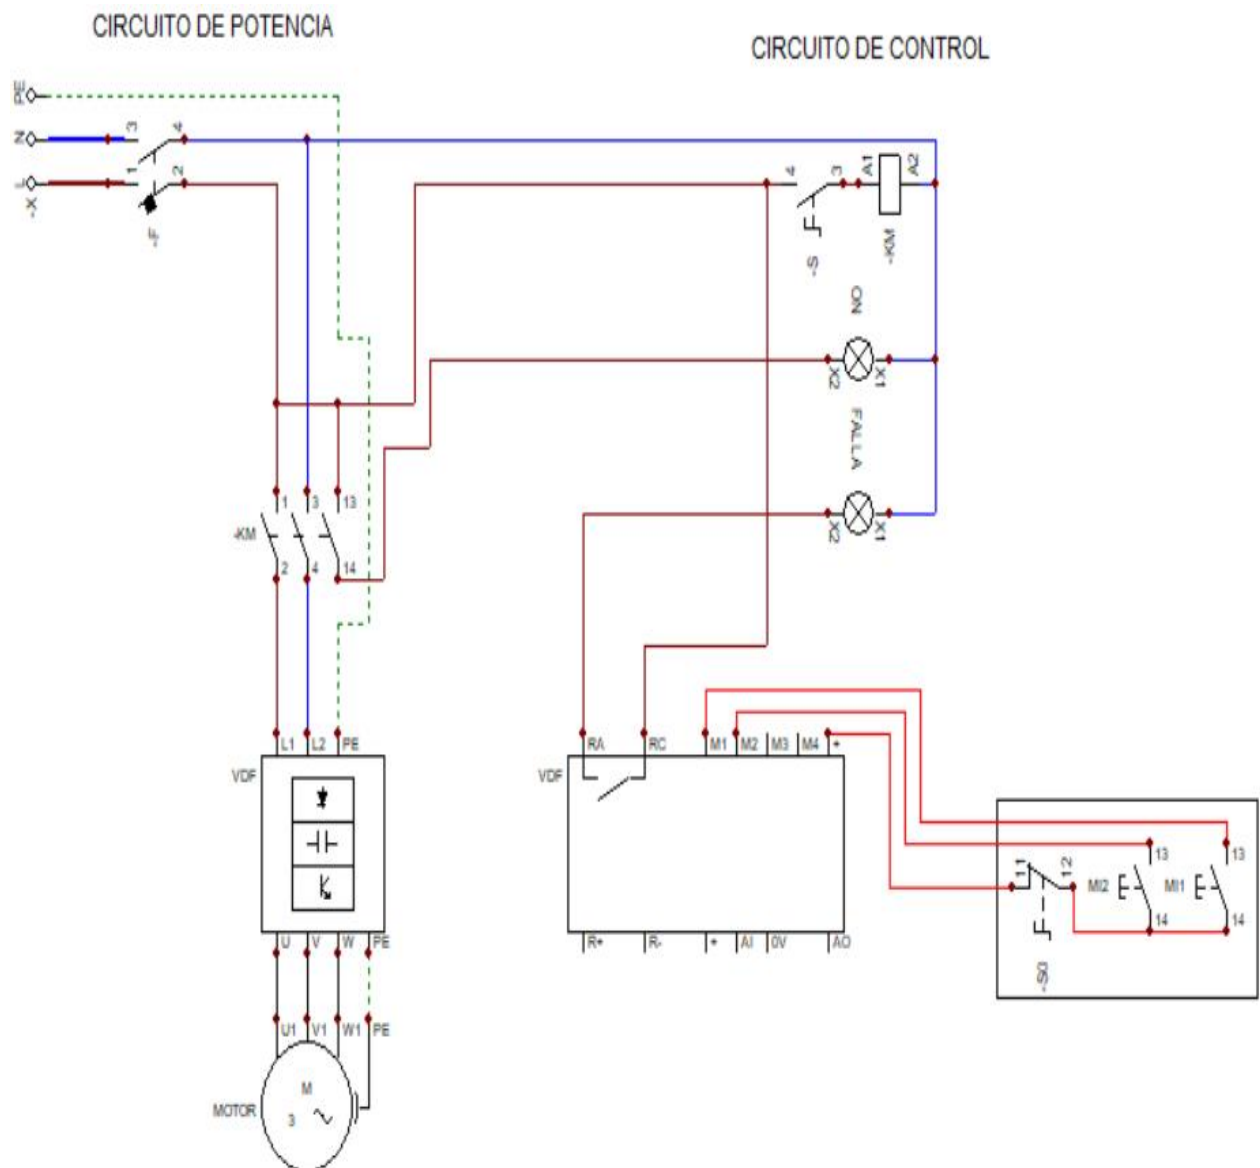 CIRCUITO DE POTENCIA
CIRCUITO DE CONTROL
PE
N
L
-X
3 4
1 2
-F
4 3
-S
A1 A2
-KM
ON
X2 X1
FALLA
X2 X1
-KM
1 3 13
2 4 14
L1 L2 PE
VDF
U V W PE
U1 V1 W1 PE
MOTOR
M
3
RA RC M1 M2 M3 M4 +
VDF
R+ R- + AI 0V AO
11 12
-S0
13
MI2
14
13
MI1
14